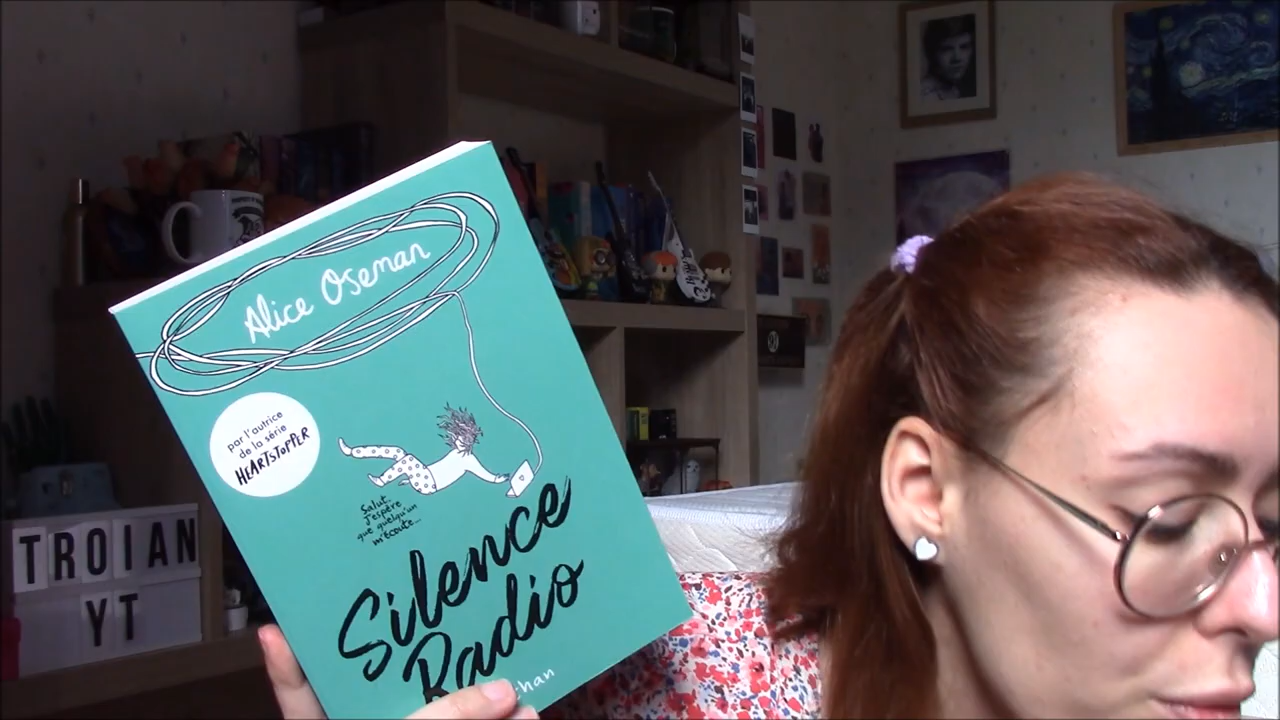 Alice Oseman
par l'autrice
de la série
HEARTSTOPPER
Salut...
J'espère
que quelqu'un
m'écoute...
Silence
Radio
TROIAN
YT